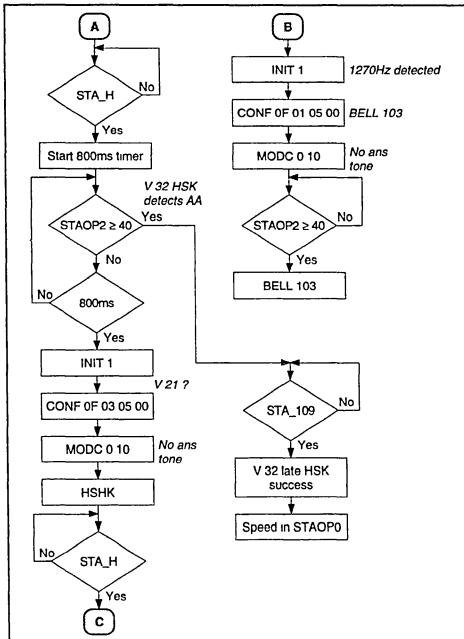 A
STA_H
No
Yes
Start 800ms timer
V 32 HSK
detects AA
STAOP2 ≥ 40
Yes
No
800ms
No
Yes
INIT 1
V 21 ?
CONF 0F 03 05 00
MODC 0 10
No ans
tone
HSHK
STA_H
No
Yes
C
B
INIT 1
1270Hz detected
CONF 0F 01 05 00
BELL 103
MODC 0 10
No ans
tone
STAOP2 ≥ 40
No
Yes
BELL 103
STA_109
No
Yes
V 32 late HSK
success
Speed in STAOP0